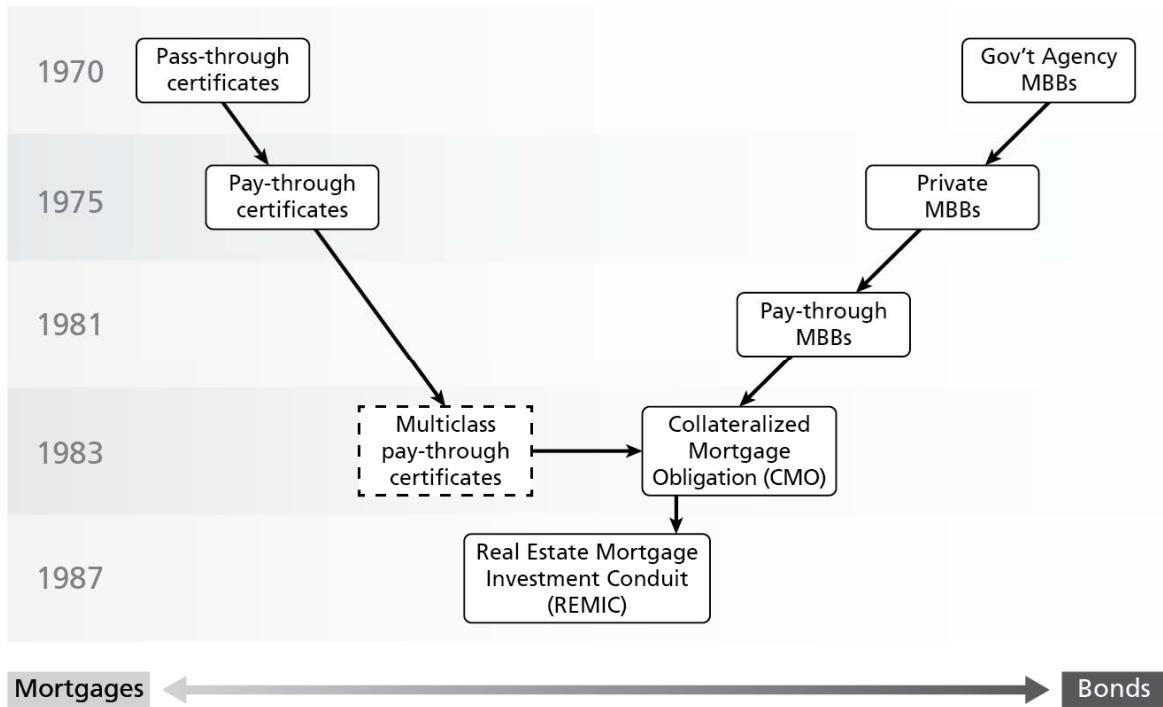 1970
Pass-through
certificates
Gov’t Agency
MBBs
1975
Pay-through
certificates
Private
MBBs
1981
Pay-through
MBBs
1983
Multiclass
pay-through
certificates
Collateralized
Mortgage
Obligation (CMO)
1987
Real Estate Mortgage
Investment Conduit
(REMIC)
Mortgages
Bonds